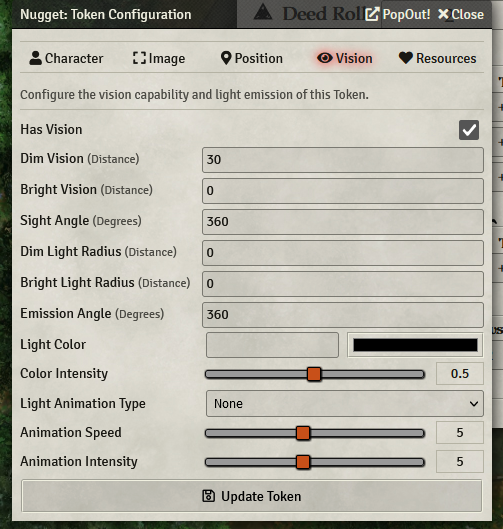 Nugget: Token Configuration
Deed Roll
PopOut!
Close
Character
Image
Position
Vision
Resources
Configure the vision capability and light emission of this Token.
Has Vision
Dim Vision (Distance)
30
Bright Vision (Distance)
0
Sight Angle (Degrees)
360
Dim Light Radius (Distance)
0
Bright Light Radius (Distance)
0
Emission Angle (Degrees)
360
Light Color
Color Intensity
0.5
Light Animation Type
None
Animation Speed
5
Animation Intensity
5
Update Token